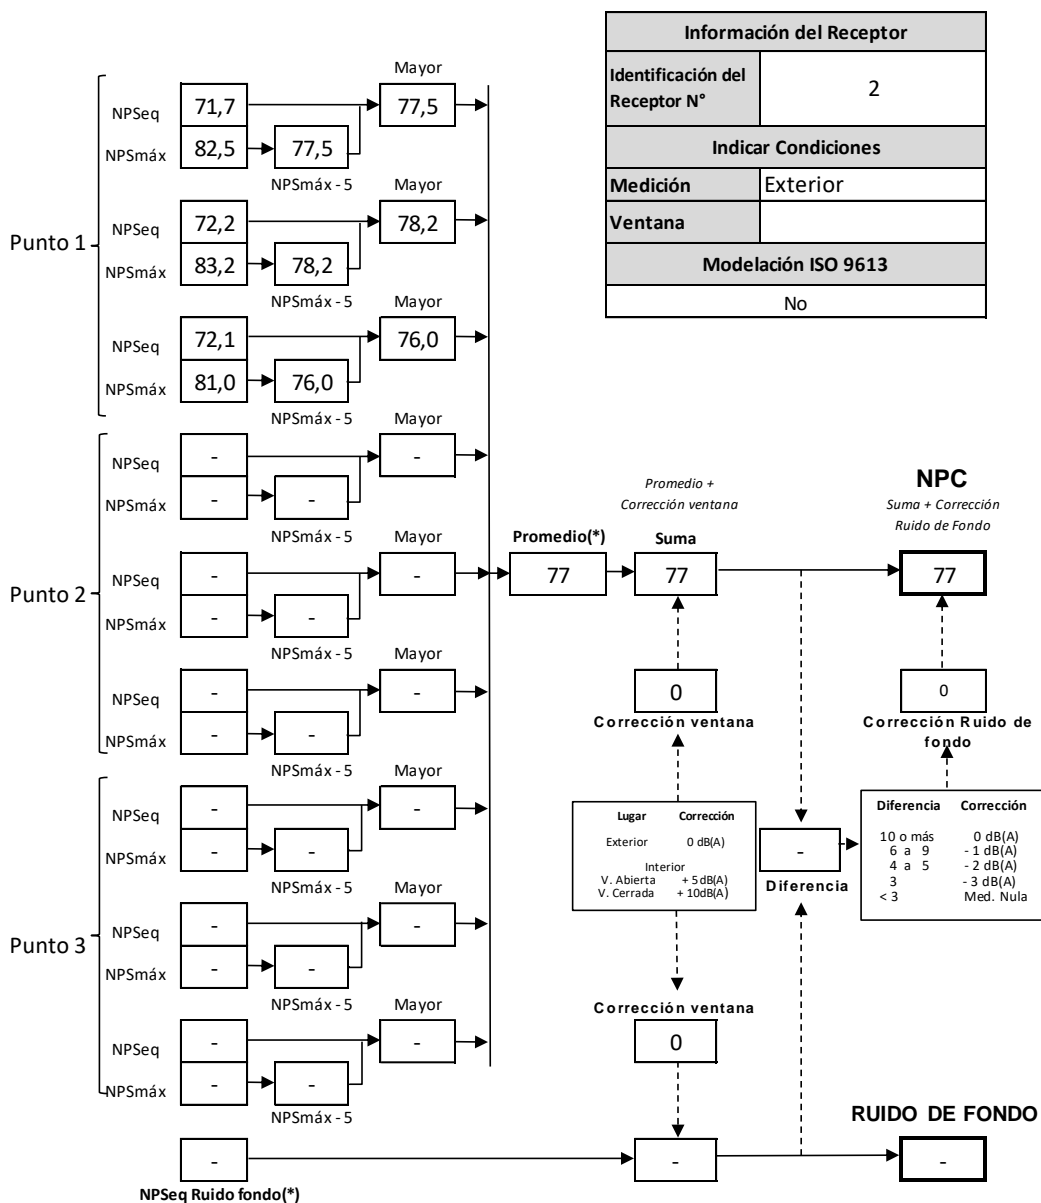 Información del Receptor
Identificación del Receptor N°
2
Indicar Condiciones
Medición
Exterior
Ventana
Modelación ISO 9613
No
Punto 1
Mayor
NPSeq
71,7
77,5
NPSmáx
82,5
77,5
NPSmáx - 5
Mayor
NPSeq
72,2
78,2
NPSmáx
83,2
78,2
NPSmáx - 5
Mayor
NPSeq
72,1
76,0
NPSmáx
81,0
76,0
NPSmáx - 5
Punto 2
Mayor
NPSeq
-
-
NPSmáx
-
-
NPSmáx - 5
Mayor
NPSeq
-
-
NPSmáx
-
-
NPSmáx - 5
Mayor
NPSeq
-
-
NPSmáx
-
-
NPSmáx - 5
Punto 3
Mayor
NPSeq
-
-
NPSmáx
-
-
NPSmáx - 5
Mayor
NPSeq
-
-
NPSmáx
-
-
NPSmáx - 5
Mayor
NPSeq
-
-
NPSmáx
-
-
NPSmáx - 5
Promedio(*)
77
Promedio +
Corrección ventana
Suma
77
NPC
Suma + Corrección
Ruido de Fondo
77
0
Corrección ventana
0
Corrección Ruido de
fondo
Lugar Corrección
Exterior 0 dB(A)
Interior
V. Abierta + 5dB(A)
V. Cerrada + 10dB(A)
-
Diferencia
Diferencia Corrección
10 o más 0 dB(A)
6 a 9 - 1 dB(A)
4 a 5 - 2 dB(A)
3 - 3 dB(A)
< 3 Med. Nula
Corrección ventana
0
RUIDO DE FONDO
-
-
-
NPSeq Ruido fondo(*)